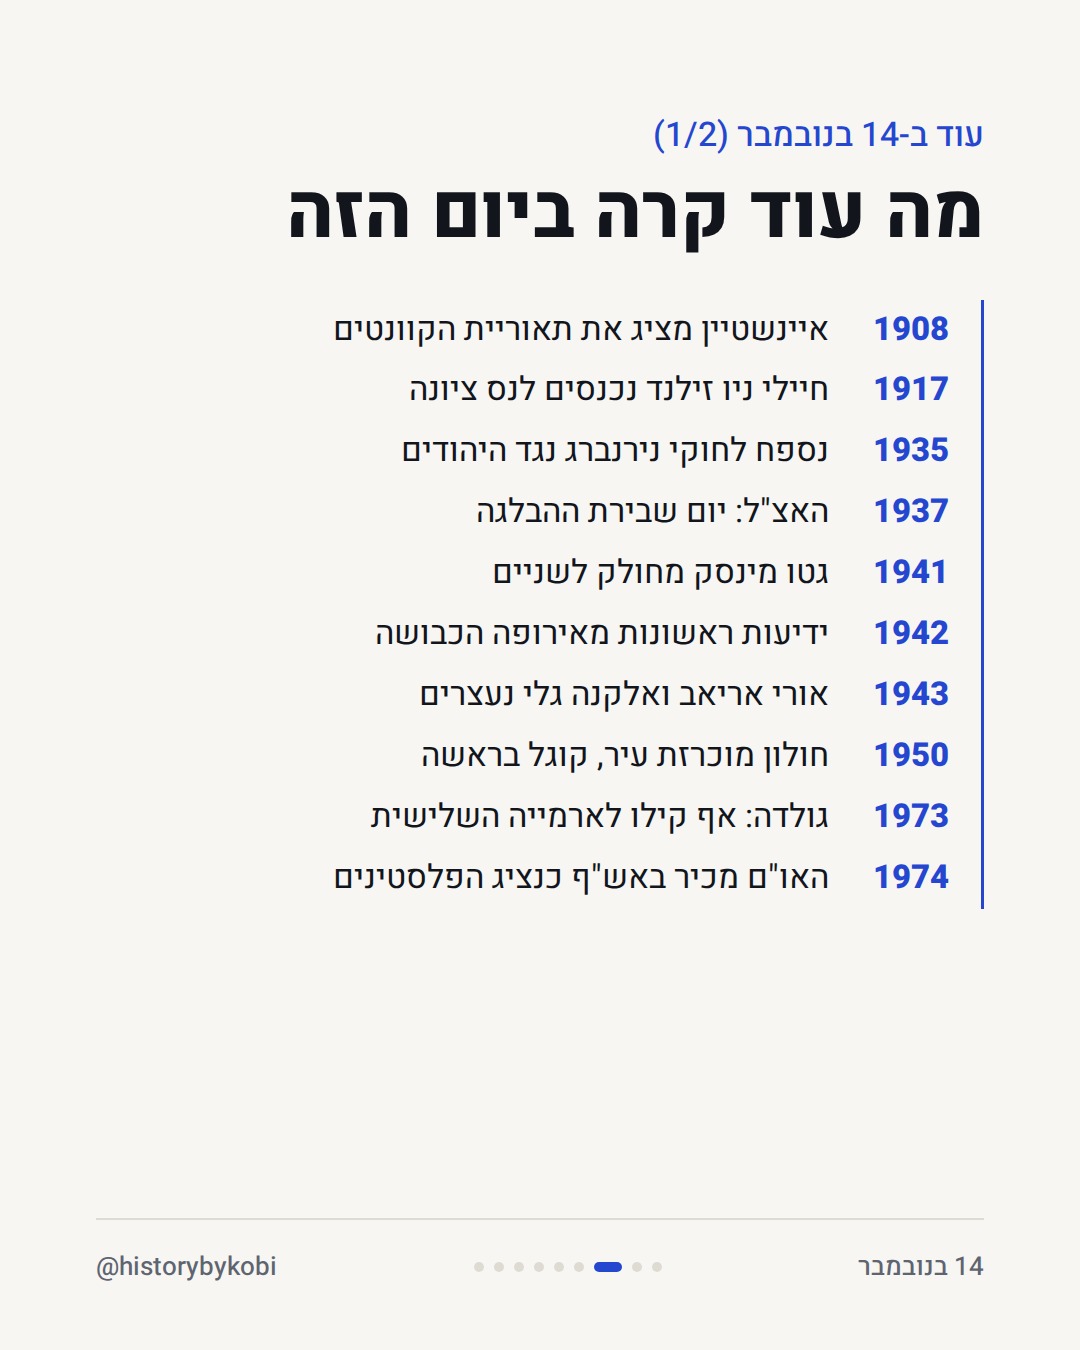 עוד ב-14 בנובמבר (1/2)
מה עוד קרה ביום הזה
1908 איינשטיין מציג את תאוריית הקוונטים
1917 חיילי ניו זילנד נכנסים לנס ציונה
1935 נספח לחוקי נירנברג נגד היהודים
1937 האצ"ל: יום שבירת ההבלגה
1941 גטו מינסק מחולק לשניים
1942 ידיעות ראשונות מאירופה הכבושה
1943 אורי אריאב ואלקנה גלי נעצרים
1950 חולון מוכרזת עיר, קוגל בראשה
1973 גולדה: אף קילו לארמייה השלישית
1974 האו"ם מכיר באש"ף כנציג הפלסטינים
14 בנובמבר
@historybykobi